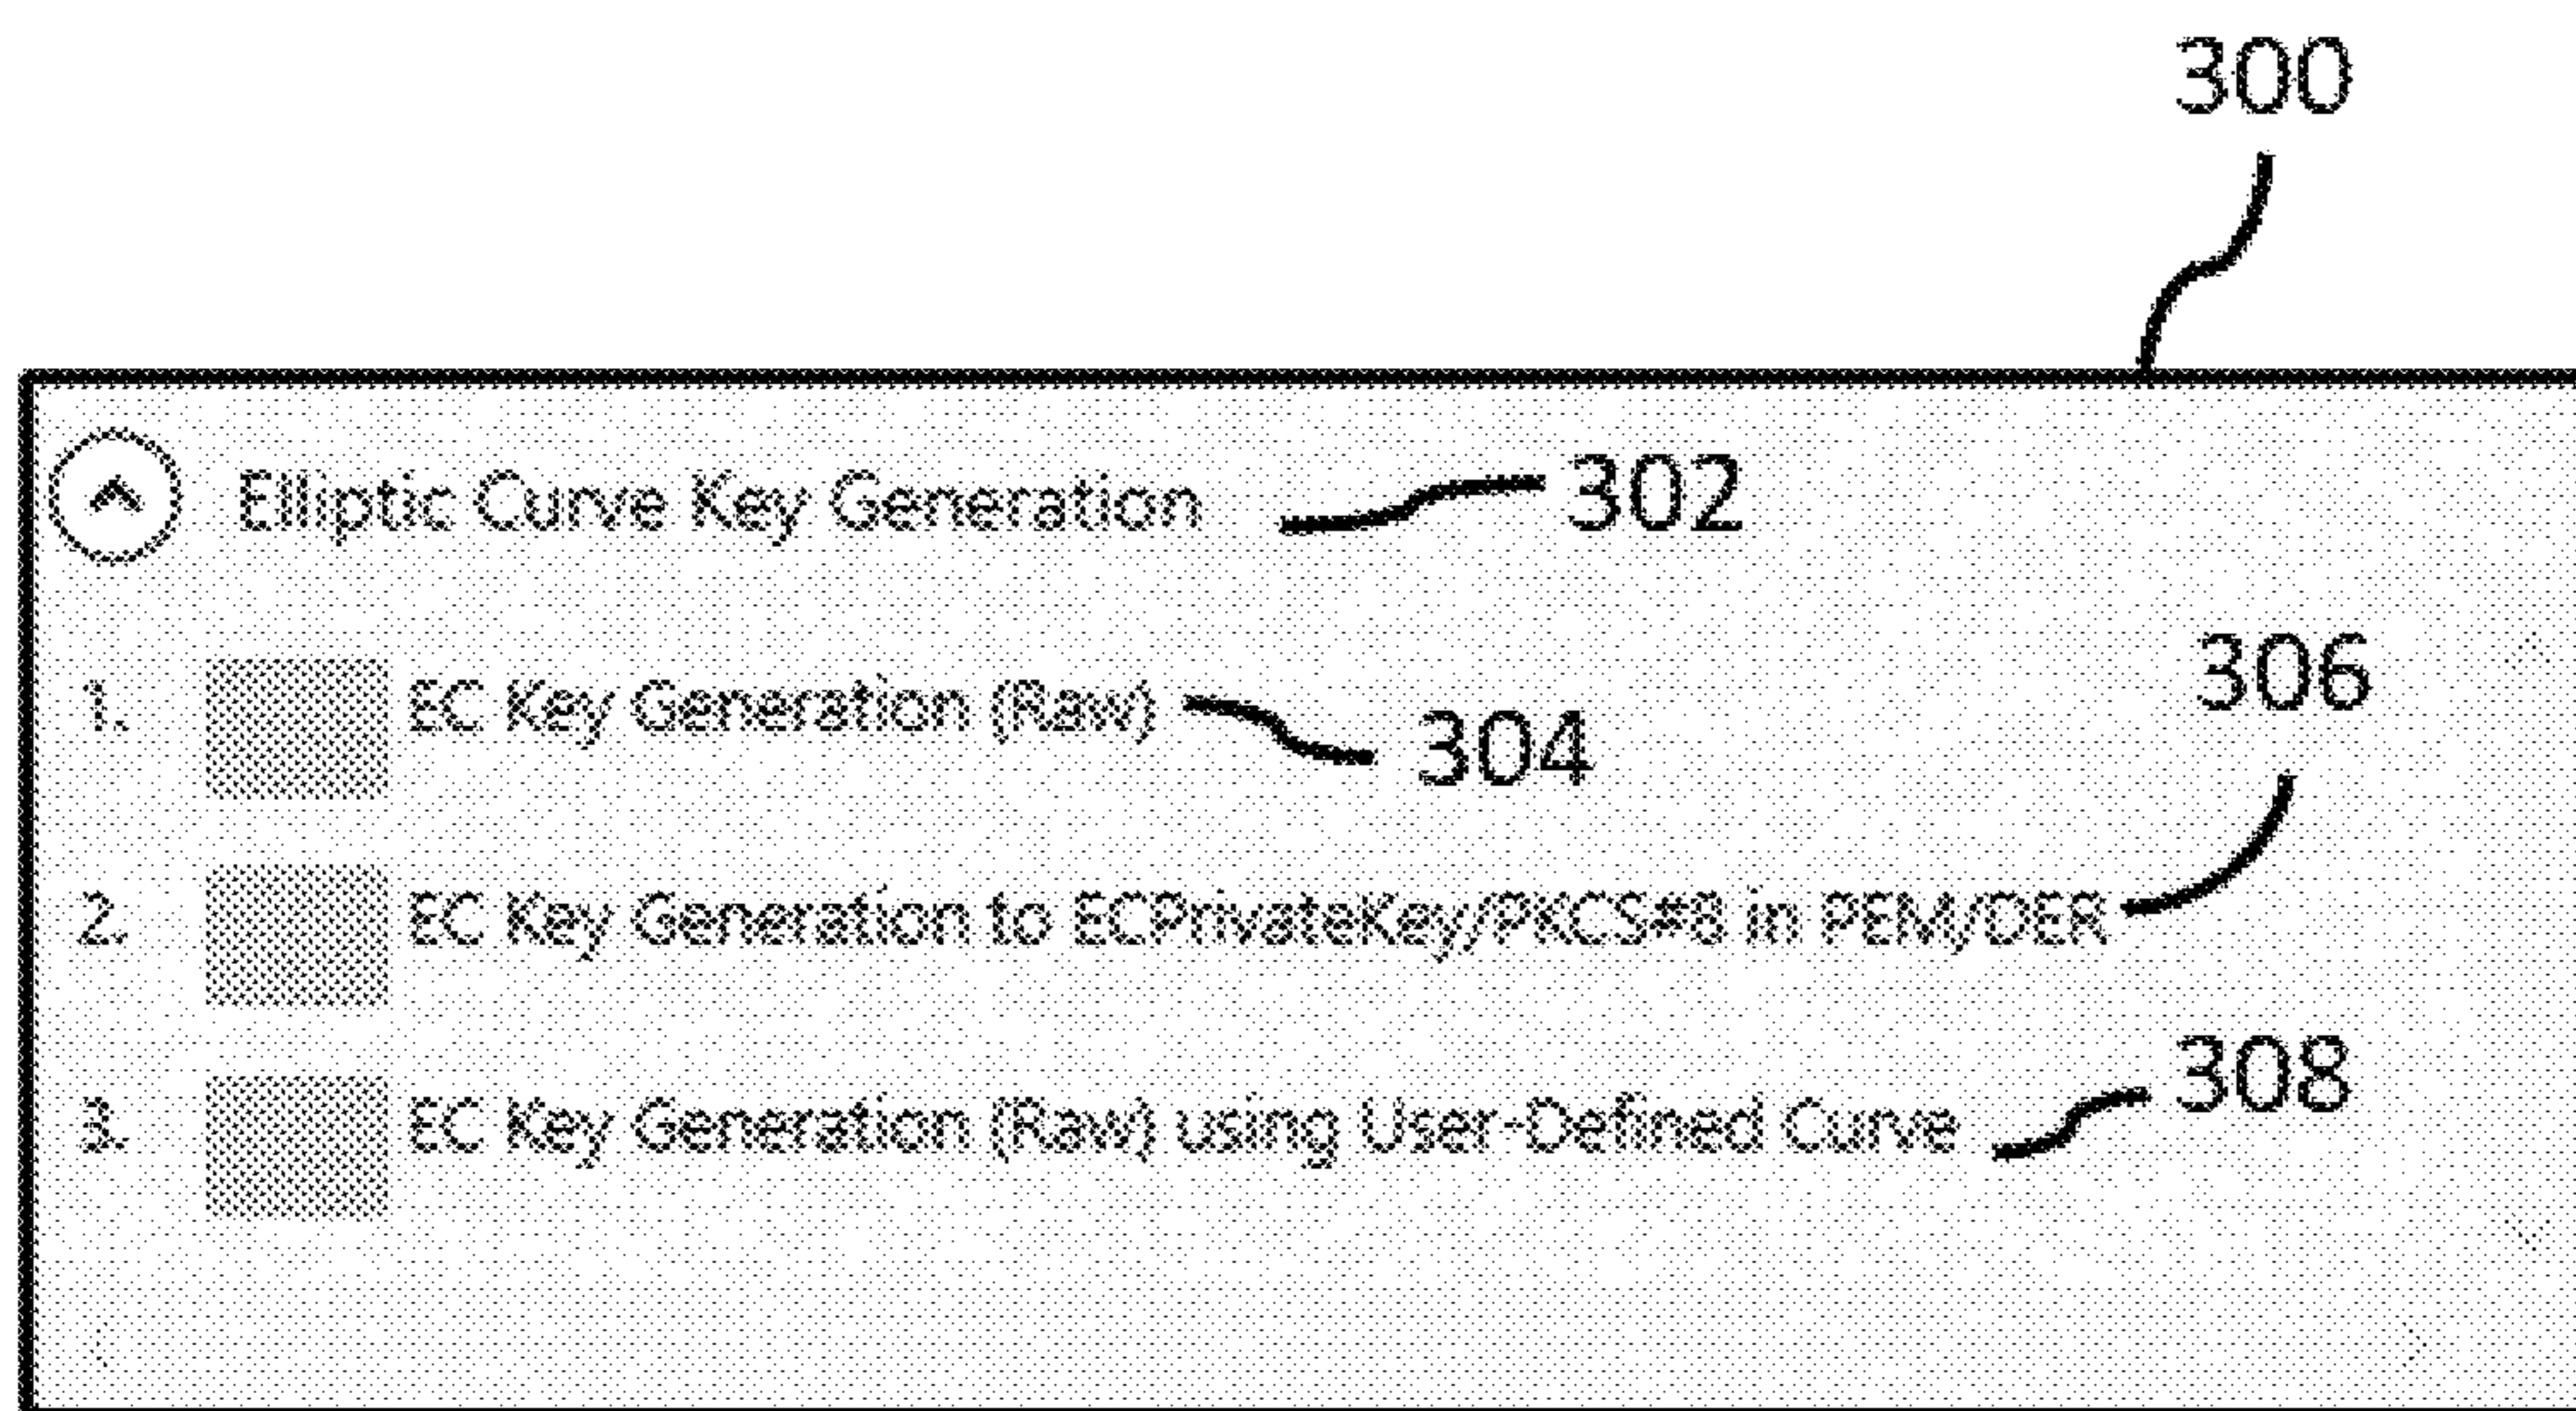 300
Elliptic Curve Key Generation 302
1. EC Key Generation (Raw) 304
306
2. EC Key Generation to ECPrivateKey/PKCS#8 in PEM/DER
3. EC Key Generation (Raw) using User-Defined Curve 308